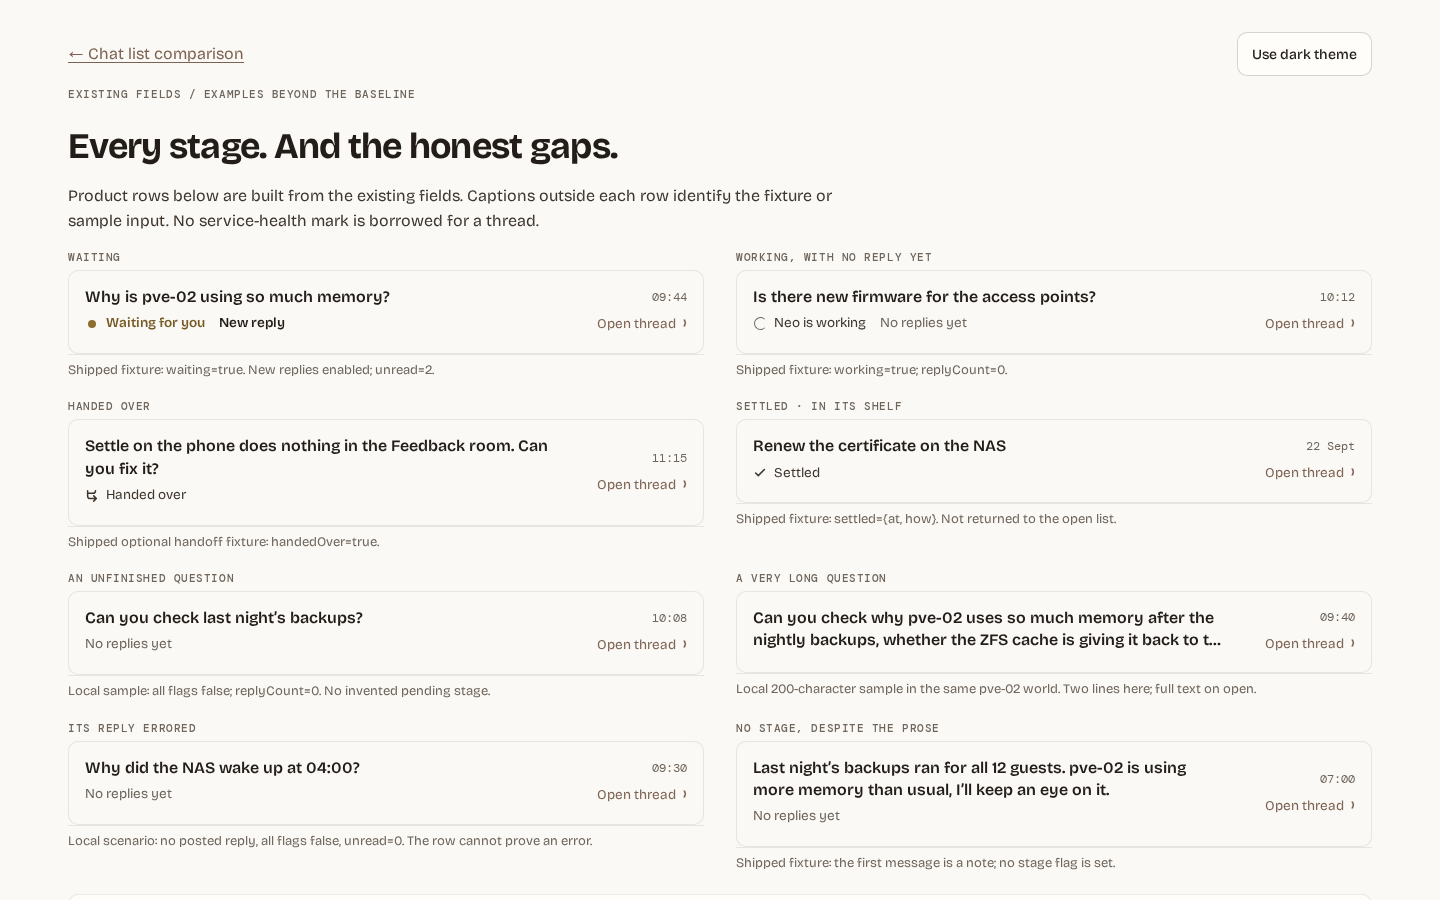 ← Chat list comparison
Use dark theme
EXISTING FIELDS / EXAMPLES BEYOND THE BASELINE
Every stage. And the honest gaps.
Product rows below are built from the existing fields. Captions outside each row identify the fixture or
sample input. No service-health mark is borrowed for a thread.
WAITING
Why is pve-02 using so much memory?
09:44
Waiting for you New reply
Open thread ›
Shipped fixture: waiting=true. New replies enabled; unread=2.
WORKING, WITH NO REPLY YET
Is there new firmware for the access points?
10:12
Neo is working No replies yet
Open thread ›
Shipped fixture: working=true; replyCount=0.
HANDED OVER
Settle on the phone does nothing in the Feedback room. Can
you fix it?
11:15
Handed over
Open thread ›
Shipped optional handoff fixture: handedOver=true.
SETTLED · IN ITS SHELF
Renew the certificate on the NAS
22 Sept
Settled
Open thread ›
Shipped fixture: settled={at, how}. Not returned to the open list.
AN UNFINISHED QUESTION
Can you check last night's backups?
10:08
No replies yet
Open thread ›
Local sample: all flags false; replyCount=0. No invented pending stage.
A VERY LONG QUESTION
Can you check why pve-02 uses so much memory after the
nightly backups, whether the ZFS cache is giving it back to t...
09:40
Open thread ›
Local 200-character sample in the same pve-02 world. Two lines here; full text on open.
ITS REPLY ERRORED
Why did the NAS wake up at 04:00?
09:30
No replies yet
Open thread ›
Local scenario: no posted reply, all flags false, unread=0. The row cannot prove an error.
NO STAGE, DESPITE THE PROSE
Last night's backups ran for all 12 guests. pve-02 is using
more memory than usual, I'll keep an eye on it.
07:00
No replies yet
Open thread ›
Shipped fixture: the first message is a note; no stage flag is set.